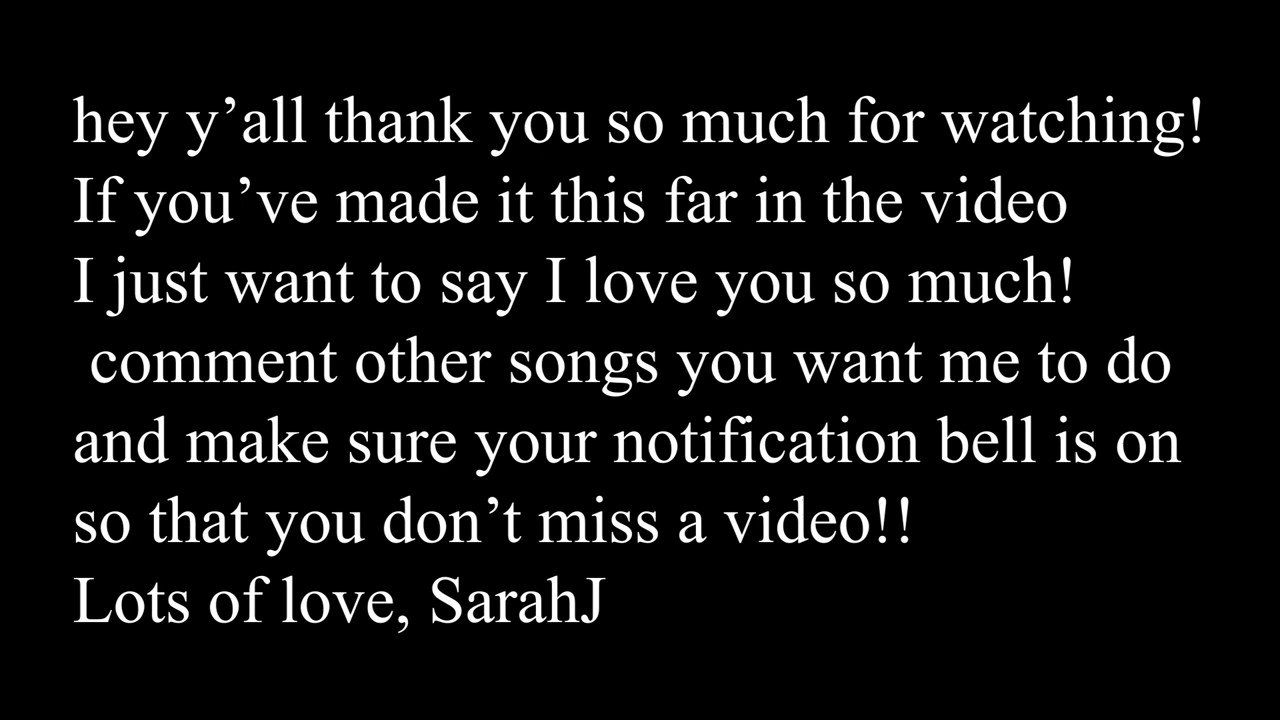 hey y’all thank you so much for watching!
If you’ve made it this far in the video
I just want to say I love you so much!
comment other songs you want me to do
and make sure your notification bell is on
so that you don’t miss a video!!
Lots of love, SarahJ